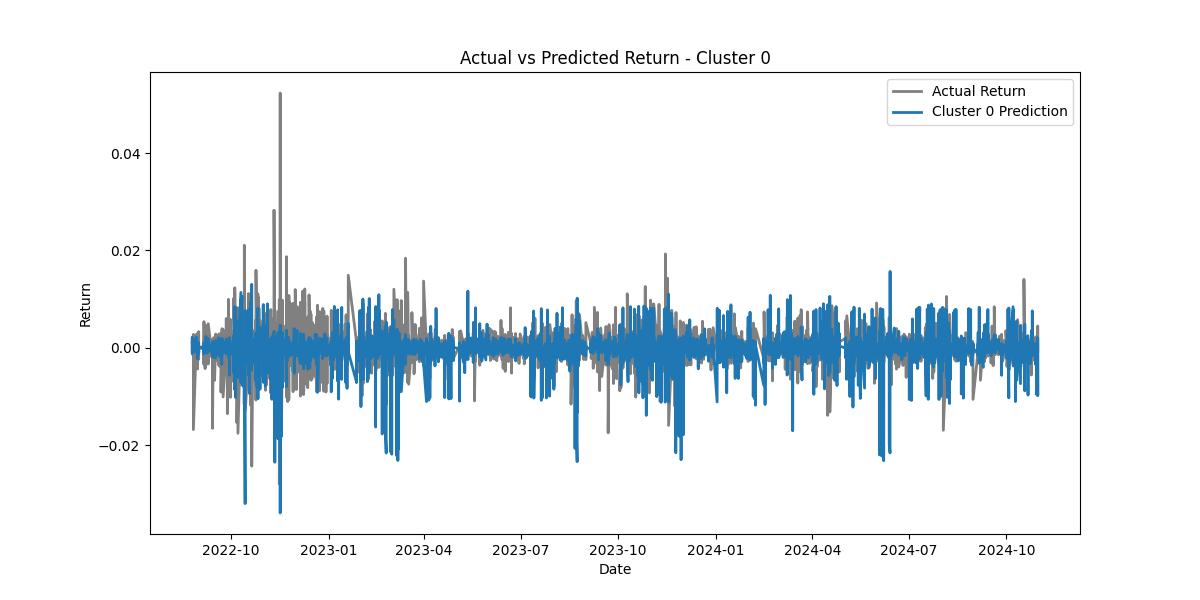 Actual vs Predicted Return - Cluster 0
Actual Return
Cluster 0 Prediction
Return
0.04
0.02
0.00
−0.02
2022-10 2023-01 2023-04 2023-07 2023-10 2024-01 2024-04 2024-07 2024-10
Date